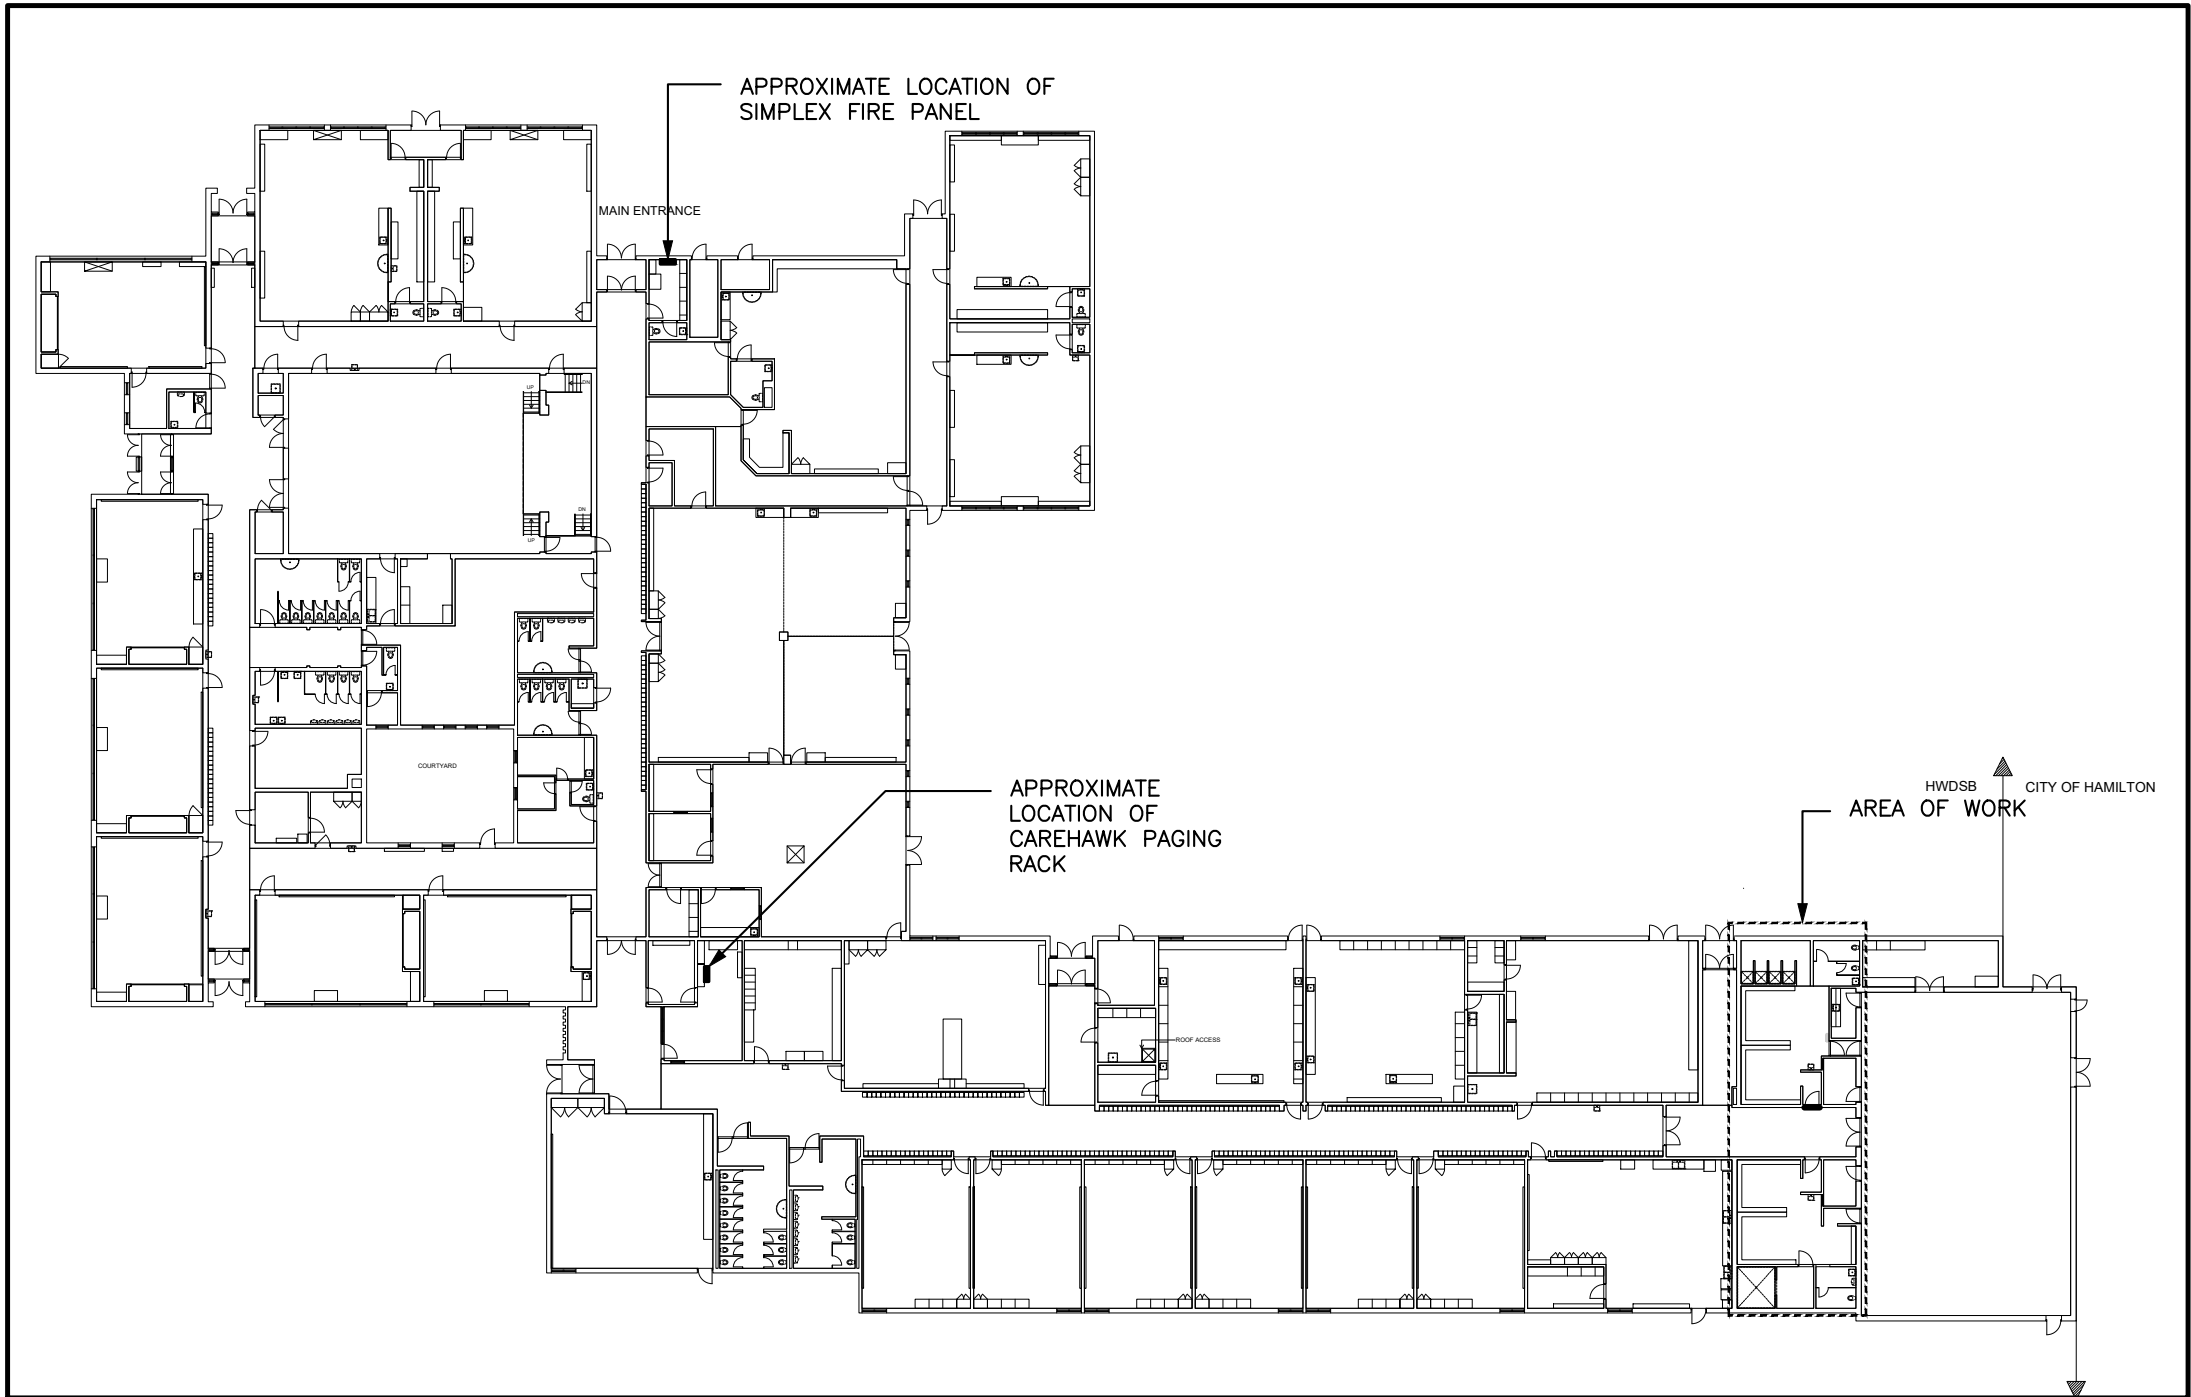 APPROXIMATE LOCATION OF
SIMPLEX FIRE PANEL
MAIN ENTRANCE
UP
DN
DN
UP
COURTYARD
APPROXIMATE
LOCATION OF
CAREHAWK PAGING
RACK
HWDSB
CITY OF HAMILTON
AREA OF WORK
ROOF ACCESS